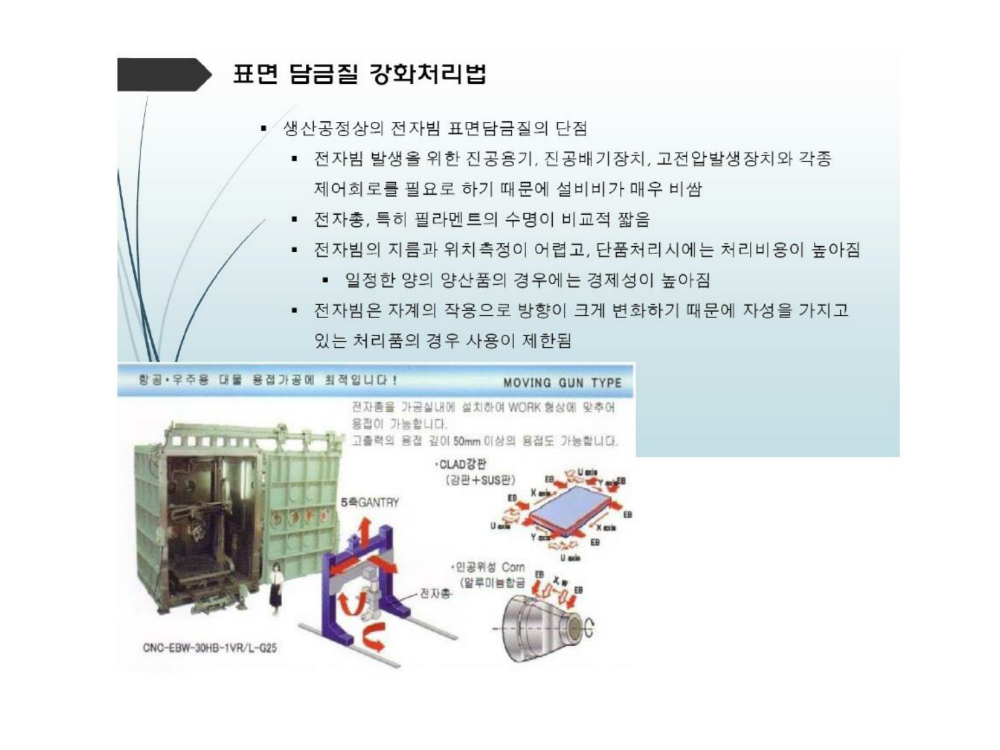 표면 담금질 강화처리법
▪ 생산공정상의 전자빔 표면담금질의 단점
▪ 전자빔 발생을 위한 진공용기, 진공배기장치, 고전압발생장치와 각종
제어회로를 필요로 하기 때문에 설비비가 매우 비쌈
▪ 전자총, 특히 필라멘트의 수명이 비교적 짧음
▪ 전자빔의 지름과 위치측정이 어렵고, 단품처리시에는 처리비용이 높아짐
▪ 일정한 양의 양산품의 경우에는 경제성이 높아짐
▪ 전자빔은 자계의 작용으로 방향이 크게 변화하기 때문에 자성을 가지고
있는 처리품의 경우 사용이 제한됨
항공•우주용 대물 용접가공에 최적입니다!
MOVING GUN TYPE
전자총을 가공실내에 설치하여 WORK 형상에 맞추어
용접이 가능합니다.
고출력의 용접 깊이 50mm 이상의 용접도 가능합니다.
•CLAD강판
(강판+SUS판)
U axis
EB
Y axis
EB
X axis
EB
EB
U axis
X axis
Y axis
EB
U axis
5축GANTRY
전자총
•인공위성 Corn
(알루미늄합금
EB
X, w
EB
CNC-EBW-30HB-1VR/L-G25